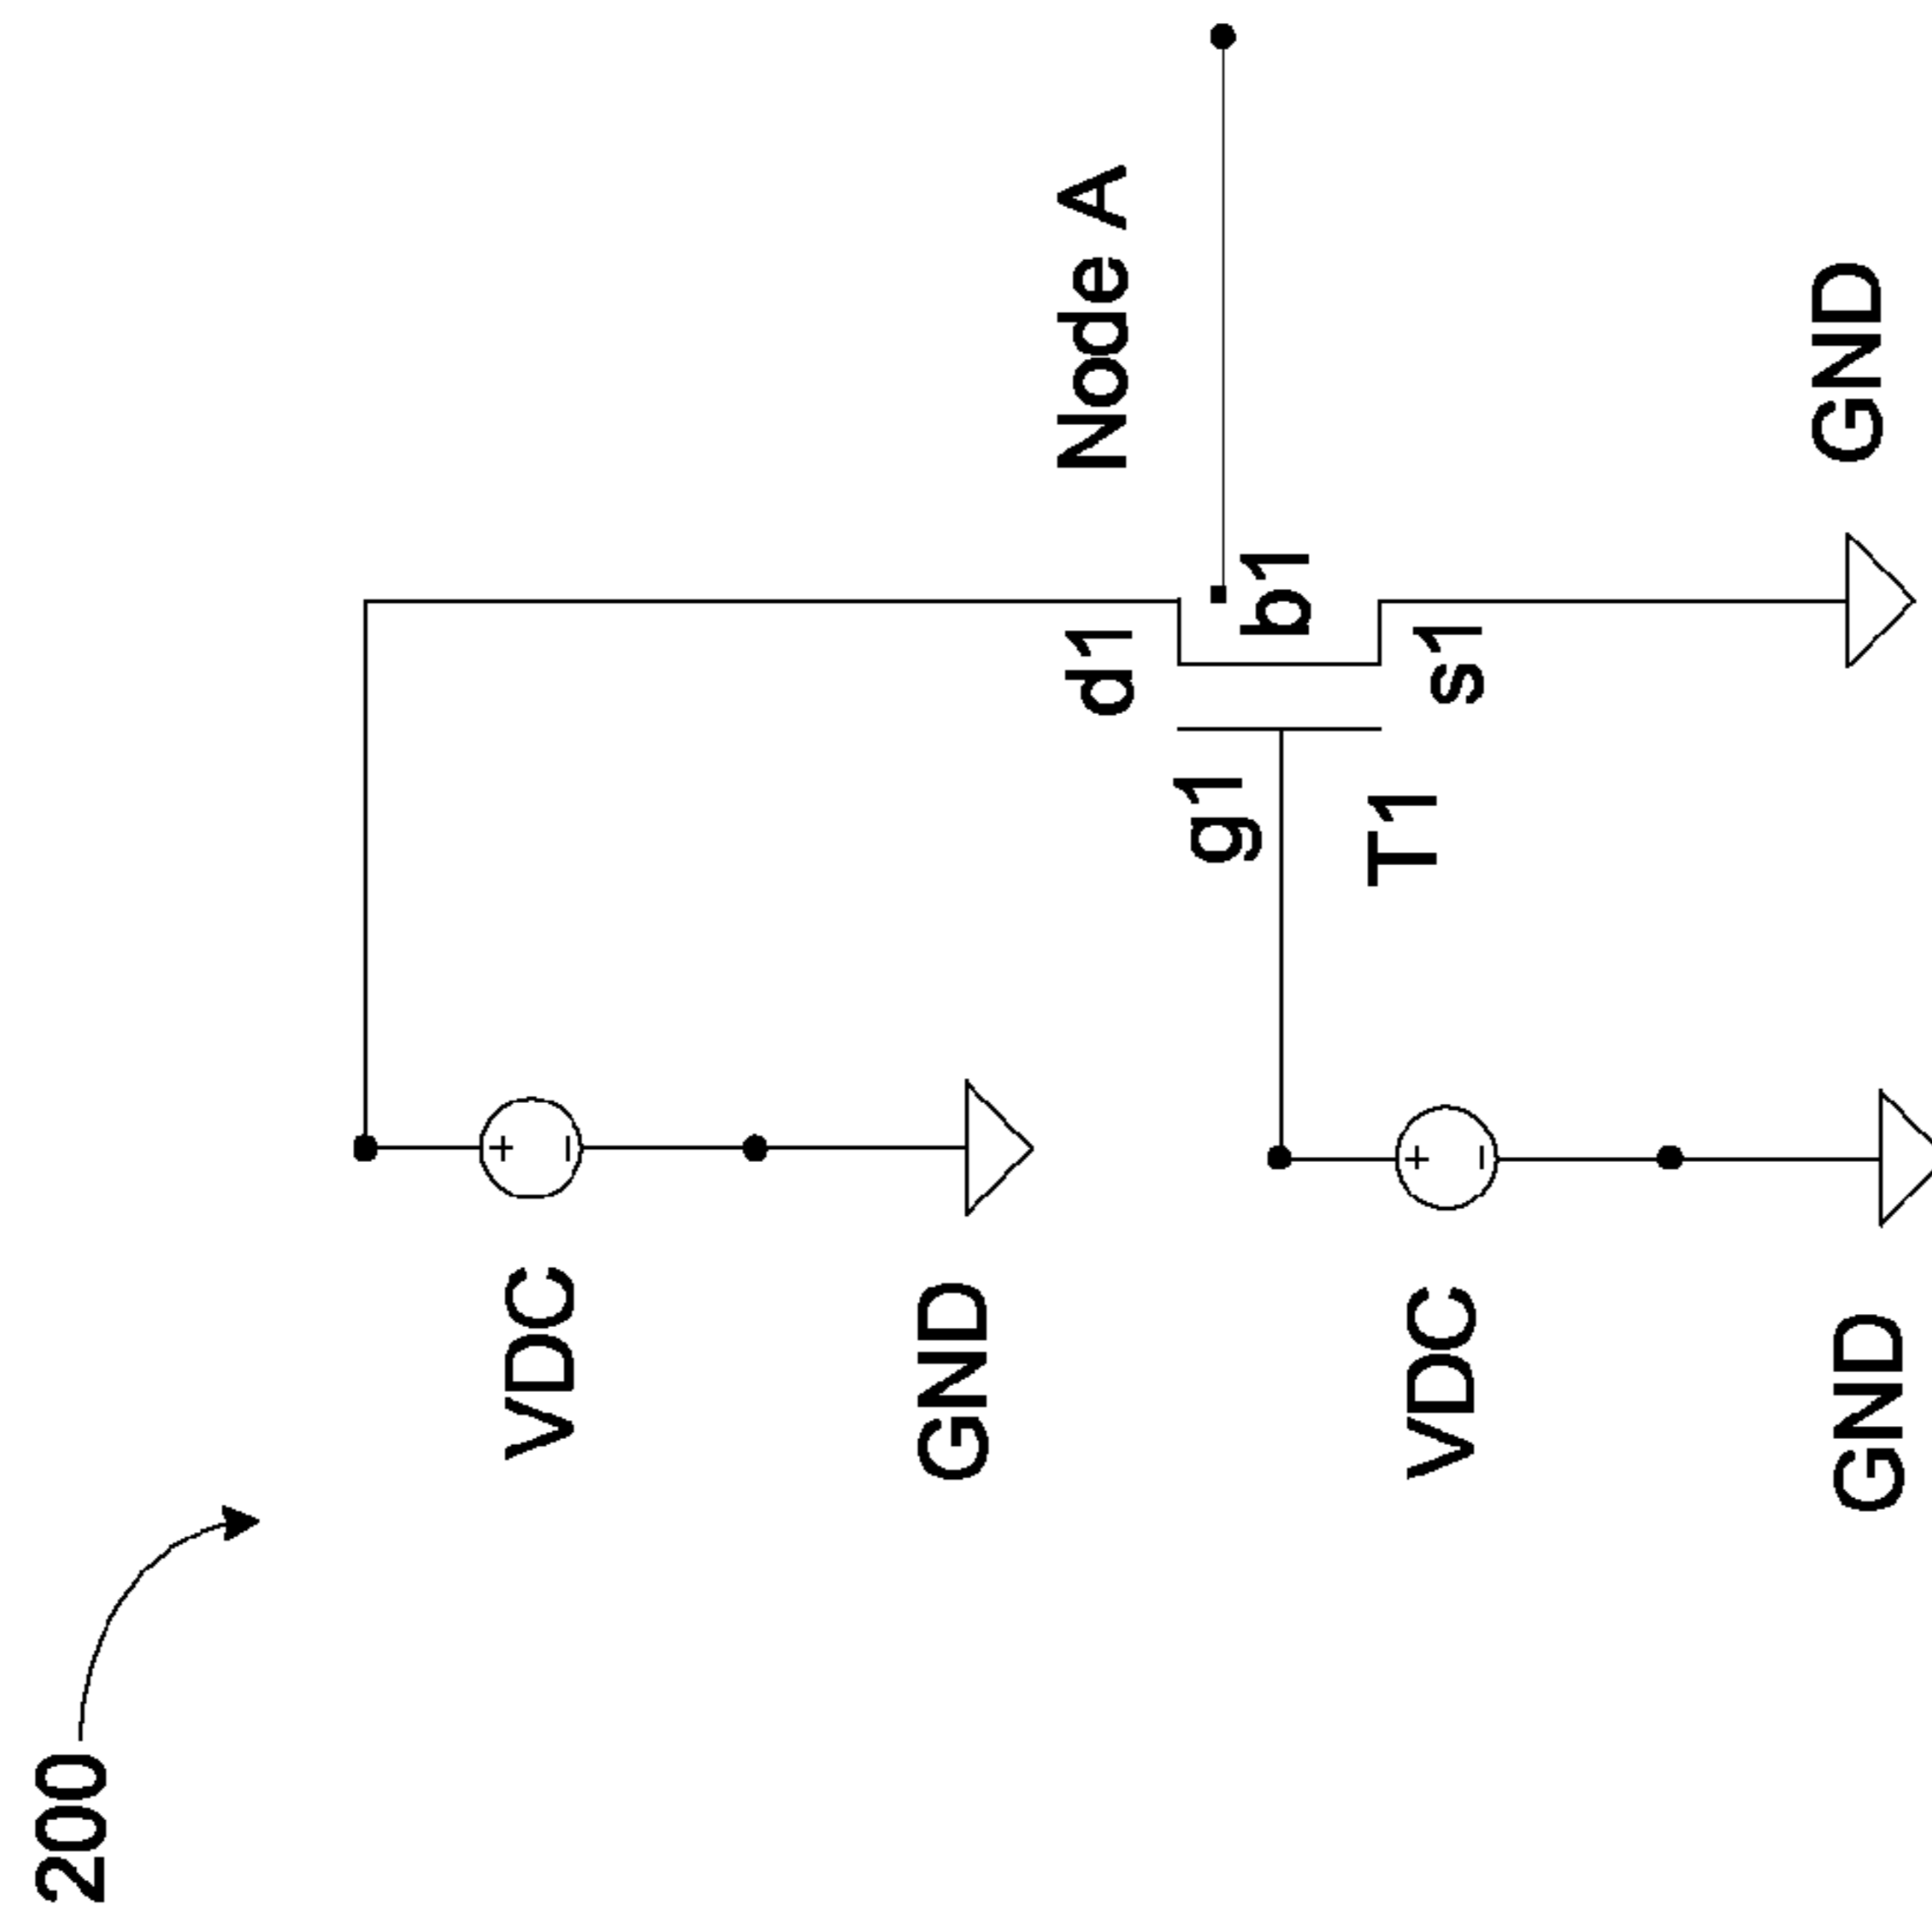 200
VDC
GND
d1
Node A
g1
b1
T1
s1
VDC
GND
GND